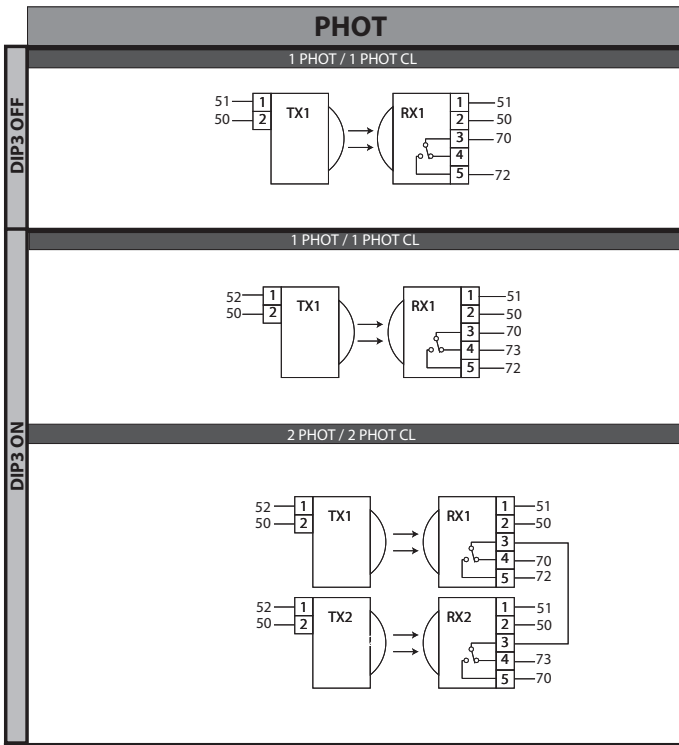 PHOT
DIP3 OFF
1 PHOT / 1 PHOT CL
51 1 TX1 RX1 1 51
50 2 2 50
3 70
4
5 72
DIP3 ON
1 PHOT / 1 PHOT CL
52 1 TX1 RX1 1 51
50 2 2 50
3 70
4 73
5 72
2 PHOT / 2 PHOT CL
52 1 TX1 RX1 1 51
50 2 2 50
3
4 70
5 72
52 1 TX2 RX2 1 51
50 2 2 50
3
4 73
5 70